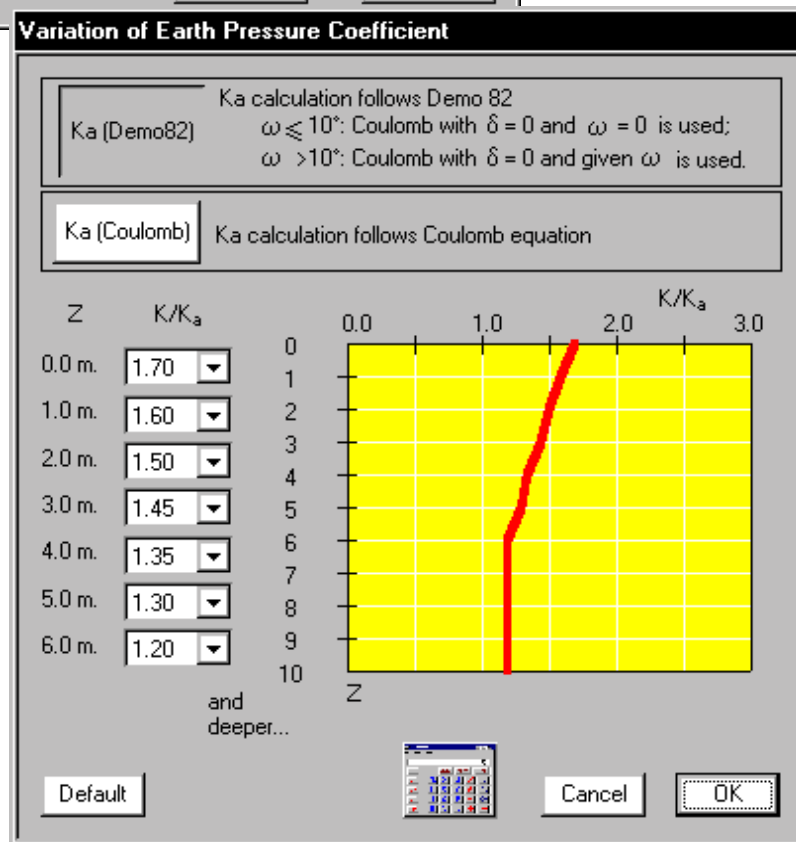 Variation of Earth Pressure Coefficient
Ka (Demo82)
Ka calculation follows Demo 82
ω ⩽ 10°: Coulomb with δ = 0 and ω = 0 is used;
ω >10°: Coulomb with δ = 0 and given ω is used.
Ka (Coulomb)
Ka calculation follows Coulomb equation
Z K/Ka
0.0 m. 1.70
1.0 m. 1.60
2.0 m. 1.50
3.0 m. 1.45
4.0 m. 1.35
5.0 m. 1.30
6.0 m. 1.20
and
deeper...
K/Ka
0.0 1.0 2.0 3.0
0
1
2
3
4
5
6
7
8
9
10
Z
Default
Cancel
OK